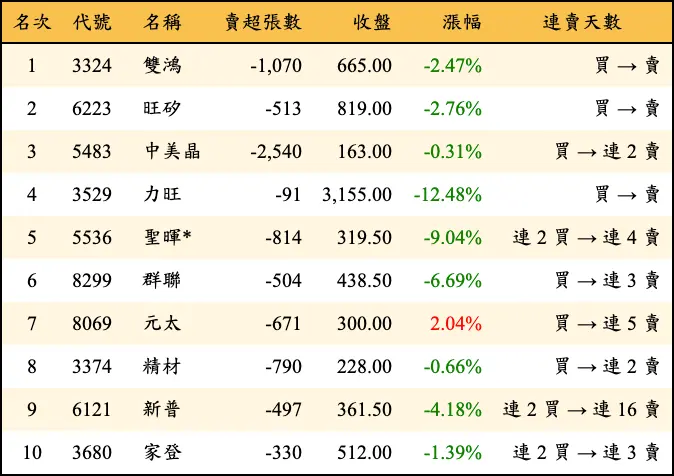 名次 代號 名稱 賣超張數 收盤 漲幅 連賣天數
1 3324 雙鴻 -1,070 665.00 -2.47% 買 → 賣
2 6223 旺矽 -513 819.00 -2.76% 買 → 賣
3 5483 中美晶 -2,540 163.00 -0.31% 買 → 連 2 賣
4 3529 力旺 -91 3,155.00 -12.48% 買 → 賣
5 5536 聖暉* -814 319.50 -9.04% 連 2 買 → 連 4 賣
6 8299 群聯 -504 438.50 -6.69% 買 → 連 3 賣
7 8069 元太 -671 300.00 2.04% 買 → 連 5 賣
8 3374 精材 -790 228.00 -0.66% 買 → 連 2 賣
9 6121 新普 -497 361.50 -4.18% 連 2 買 → 連 16 賣
10 3680 家登 -330 512.00 -1.39% 連 2 買 → 連 3 賣